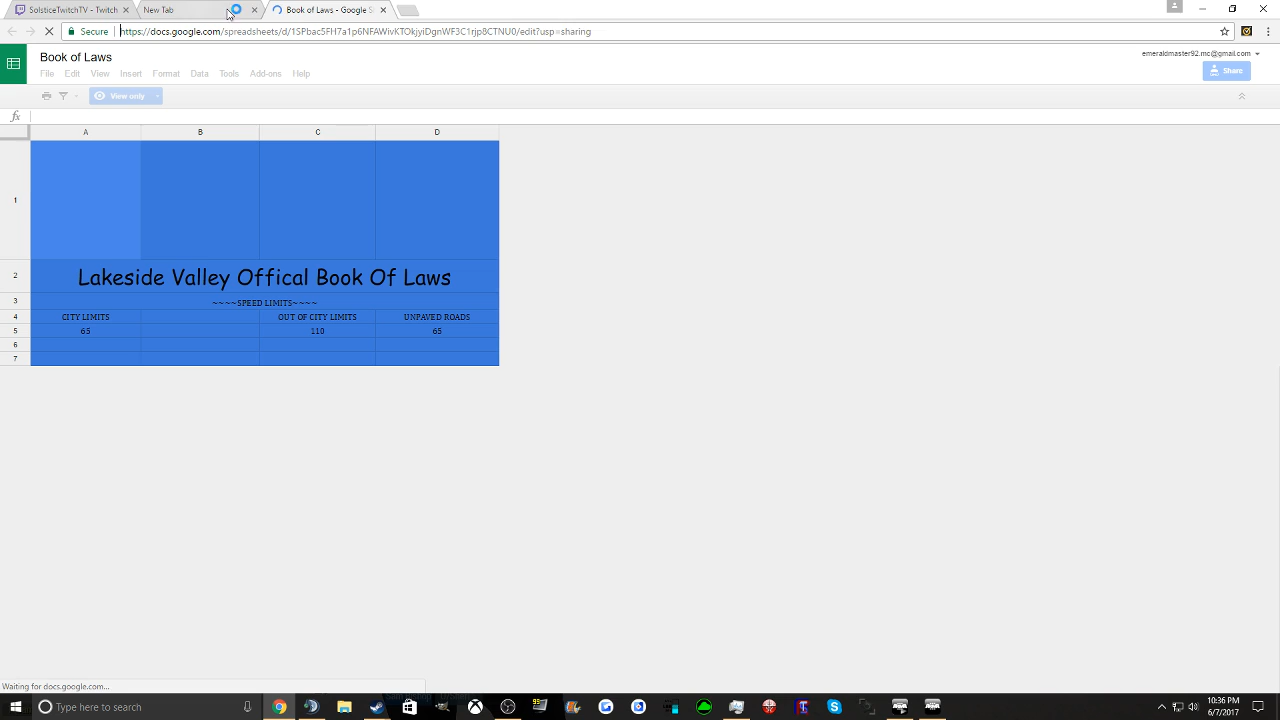 SolsticeTwitchTV - Twitch
New Tab
Book of Laws - Google S
Secure
https://docs.google.com/spreadsheets/d/1SPbac5FH7a1p6NFAWivKTOkjyiDgnWF3C1rjp8CTNU0/edit?usp=sharing
Book of Laws
emeraldmaster92.mc@gmail.com
File Edit View Insert Format Data Tools Add-ons Help
Share
View only
fx
A B C D
1
2 Lakeside Valley Offical Book Of Laws
3 ~~~~SPEED LIMITS~~~~
4 CITY LIMITS OUT OF CITY LIMITS UNPAVED ROADS
5 65 110 65
6
7
Waiting for docs.google.com...
Type here to search
10:36 PM
6/7/2017